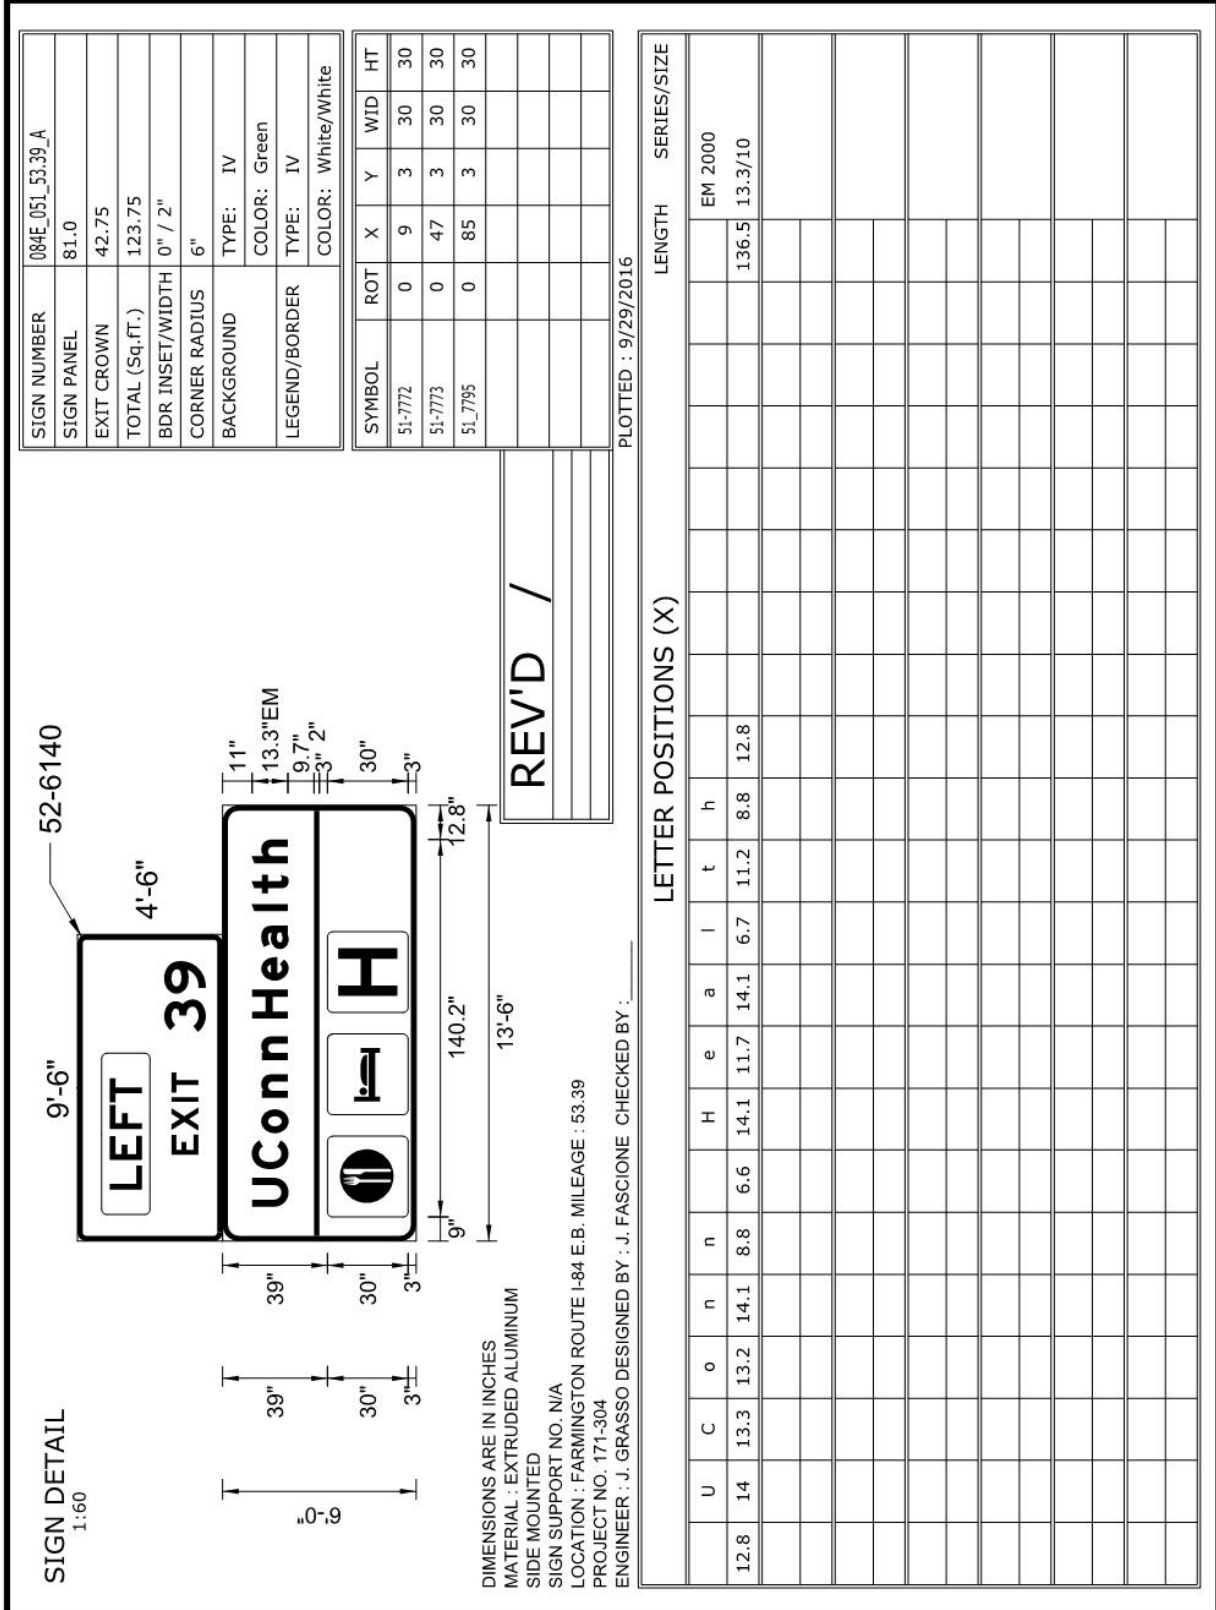 SIGN DETAIL
1:60
9'-6"
52-6140
LEFT
EXIT 39
4'-6"
UConn Health
H
11"
13.3"EM
9.7"
3" 2"
30"
3"
39"
30"
3"
39"
30"
3"
6'-0"
9"
140.2"
12.8"
13'-6"
DIMENSIONS ARE IN INCHES
MATERIAL : EXTRUDED ALUMINUM
SIDE MOUNTED
SIGN SUPPORT NO. N/A
LOCATION : FARMINGTON ROUTE I-84 E.B. MILEAGE : 53.39
PROJECT NO. 171-304
ENGINEER : J. GRASSO DESIGNED BY : J. FASCIONE CHECKED BY :
REV'D /
SIGN NUMBER 084E_051_53.39_A
SIGN PANEL 81.0
EXIT CROWN 42.75
TOTAL (Sq.fT.) 123.75
BDR INSET/WIDTH 0" / 2"
CORNER RADIUS 6"
BACKGROUND TYPE: IV
COLOR: Green
LEGEND/BORDER TYPE: IV
COLOR: White/White
SYMBOL ROT X Y WID HT
51-7772 0 9 3 30 30
51-7773 0 47 3 30 30
51_7795 0 85 3 30 30
PLOTTED : 9/29/2016
LETTER POSITIONS (X) LENGTH SERIES/SIZE
U C o n n H e a l t h EM 2000
12.8 14 13.3 13.2 14.1 8.8 6.6 14.1 11.7 14.1 6.7 11.2 8.8 12.8 136.5 13.3/10